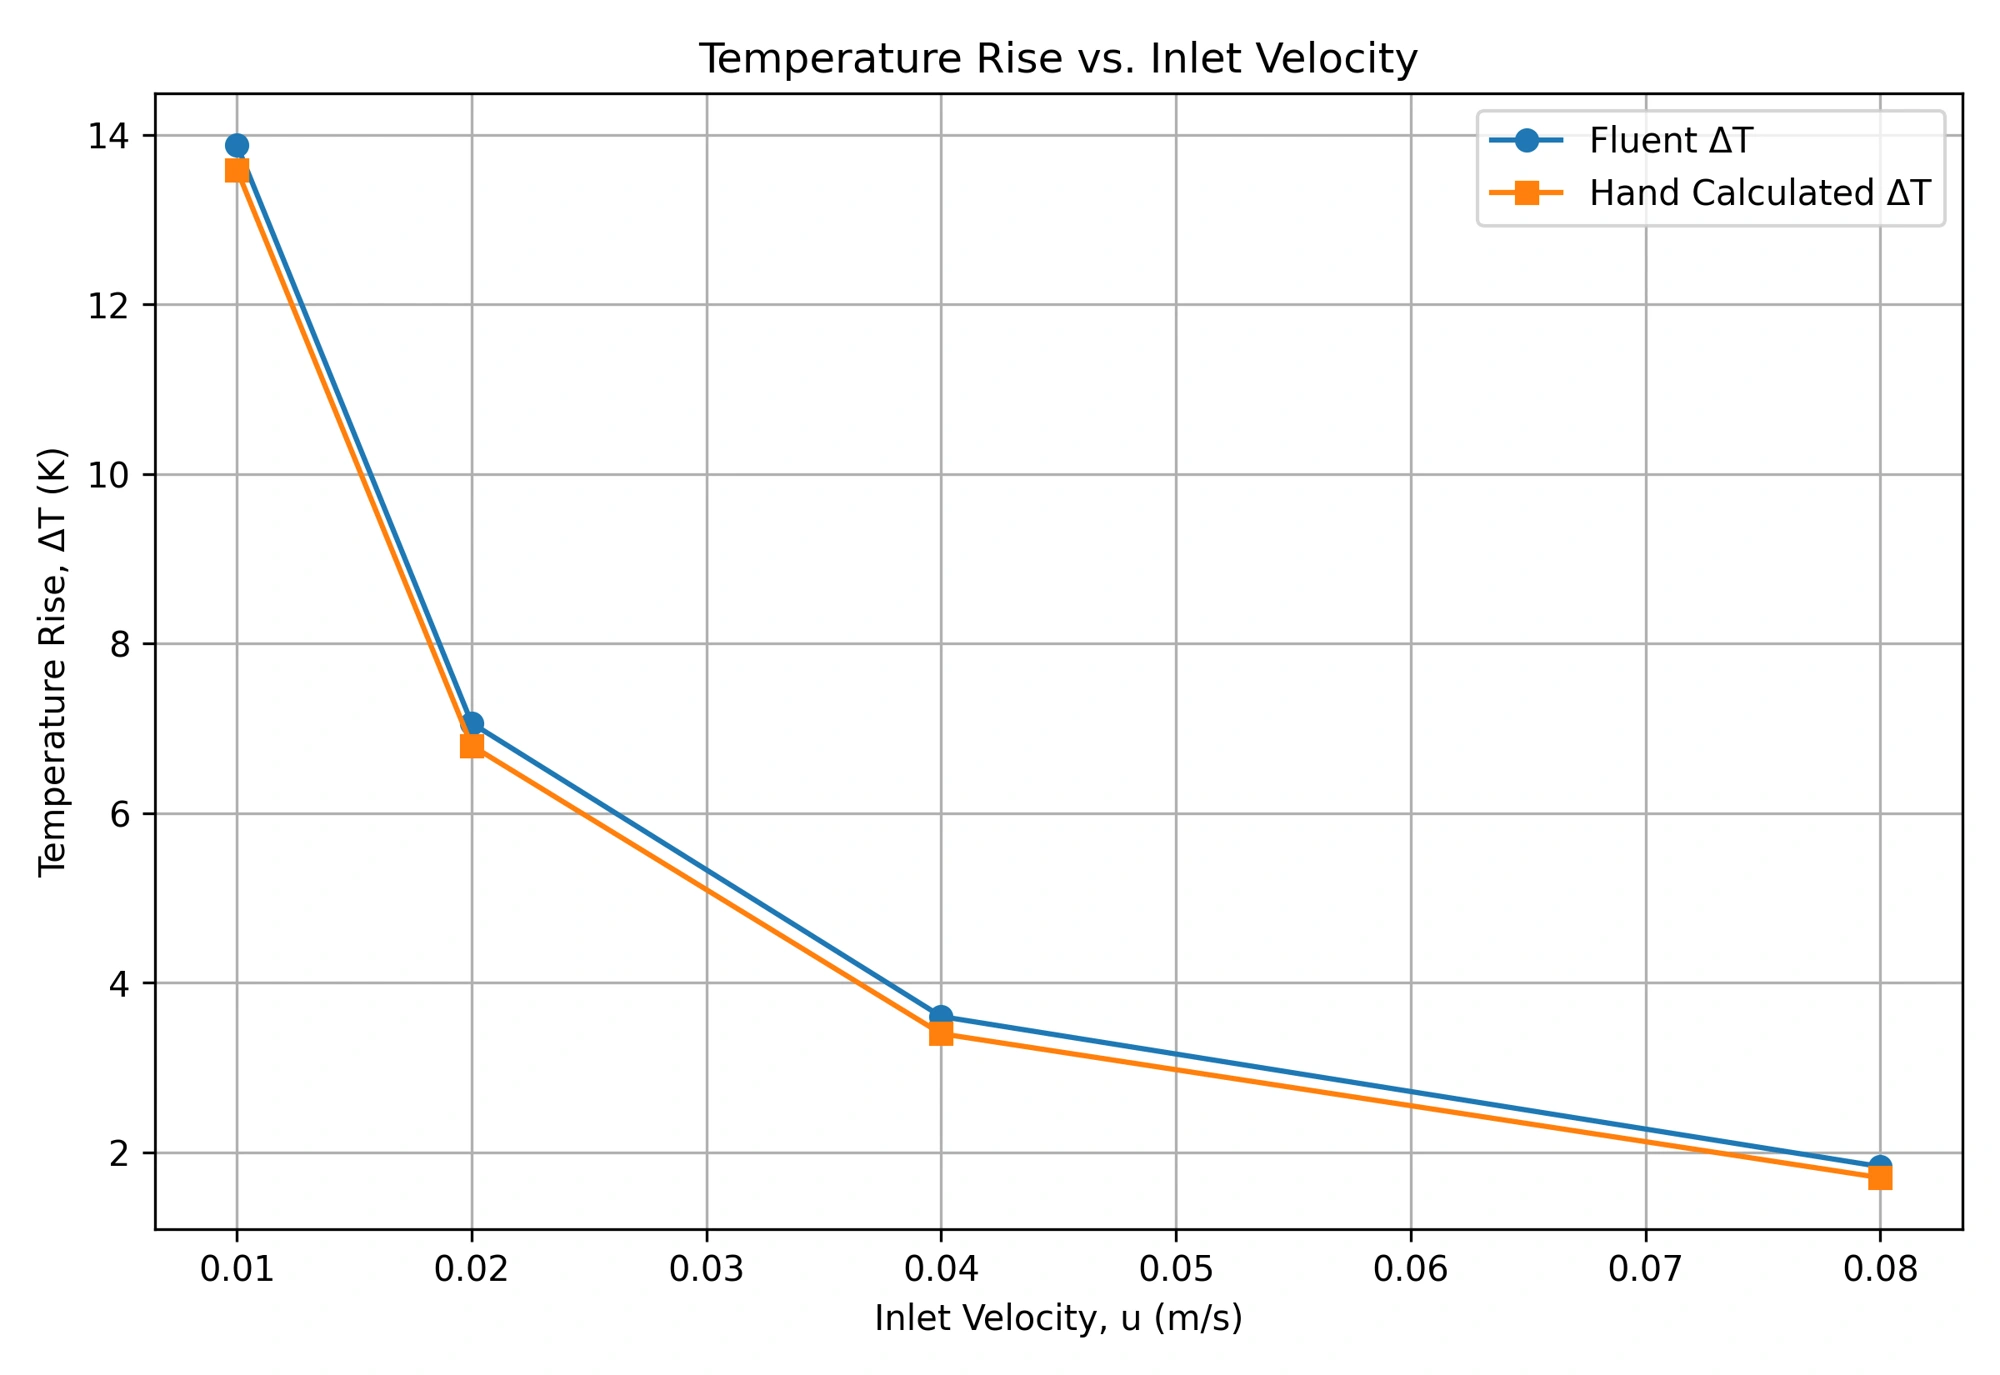 Temperature Rise vs. Inlet Velocity
Fluent ΔT
Hand Calculated ΔT
Temperature Rise, ΔT (K)
14
12
10
8
6
4
2
0.01 0.02 0.03 0.04 0.05 0.06 0.07 0.08
Inlet Velocity, u (m/s)